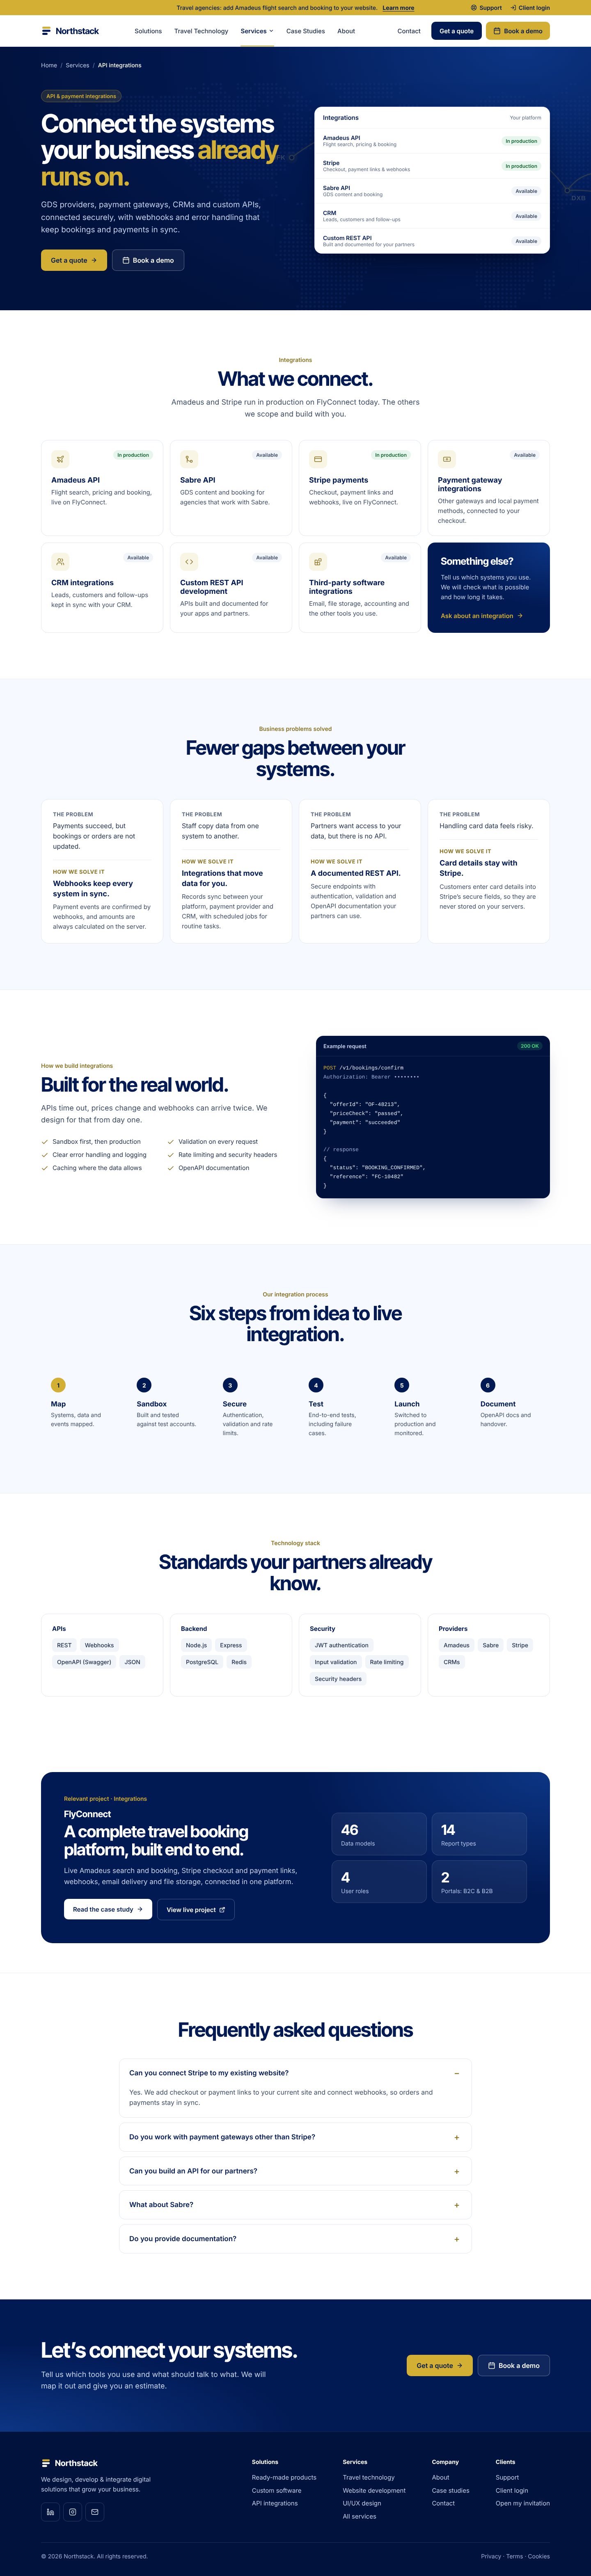 Travel agencies: add Amadeus flight search and booking to your website. Learn more
Support
Client login
Northstack
Solutions
Travel Technology
Services
Case Studies
About
Contact
Get a quote
Book a demo
Home / Services / API integrations
API & payment integrations
Connect the systems
your business already
runs on.
GDS providers, payment gateways, CRMs and custom APIs,
connected securely, with webhooks and error handling that
keep bookings and payments in sync.
Get a quote
Book a demo
Integrations
Your platform
Amadeus API
Flight search, pricing & booking
In production
Stripe
Checkout, payment links & webhooks
In production
Sabre API
GDS content and booking
Available
CRM
Leads, customers and follow-ups
Available
Custom REST API
Built and documented for your partners
Available
DXB
Integrations
What we connect.
Amadeus and Stripe run in production on FlyConnect today. The others
we scope and build with you.
In production
Amadeus API
Flight search, pricing and booking,
live on FlyConnect.
Available
Sabre API
GDS content and booking for
agencies that work with Sabre.
In production
Stripe payments
Checkout, payment links and
webhooks, live on FlyConnect.
Available
Payment gateway
integrations
Other gateways and local payment
methods, connected to your
checkout.
Available
CRM integrations
Leads, customers and follow-ups
kept in sync with your CRM.
Available
Custom REST API
development
APIs built and documented for
your apps and partners.
Available
Third-party software
integrations
Email, file storage, accounting and
the other tools you use.
Something else?
Tell us which systems you use.
We will check what is possible
and how long it takes.
Ask about an integration
Business problems solved
Fewer gaps between your
systems.
THE PROBLEM
Payments succeed, but
bookings or orders are not
updated.
HOW WE SOLVE IT
Webhooks keep every
system in sync.
Payment events are confirmed by
webhooks, and amounts are
always calculated on the server.
THE PROBLEM
Staff copy data from one
system to another.
HOW WE SOLVE IT
Integrations that move
data for you.
Records sync between your
platform, payment provider and
CRM, with scheduled jobs for
routine tasks.
THE PROBLEM
Partners want access to your
data, but there is no API.
HOW WE SOLVE IT
A documented REST API.
Secure endpoints with
authentication, validation and
OpenAPI documentation your
partners can use.
THE PROBLEM
Handling card data feels risky.
HOW WE SOLVE IT
Card details stay with
Stripe.
Customers enter card details into
Stripe's secure fields, so they are
never stored on your servers.
How we build integrations
Built for the real world.
APIs time out, prices change and webhooks can arrive twice. We
design for that from day one.
Sandbox first, then production
Validation on every request
Clear error handling and logging
Rate limiting and security headers
Caching where the data allows
OpenAPI documentation
Example request
200 OK
POST /v1/bookings/confirm
Authorization: Bearer ••••••••
{
"offerId": "OF-48213",
"priceCheck": "passed",
"payment": "succeeded"
}
// response
{
"status": "BOOKING_CONFIRMED",
"reference": "FC-10482"
}
Our integration process
Six steps from idea to live
integration.
1
Map
Systems, data and
events mapped.
2
Sandbox
Built and tested
against test accounts.
3
Secure
Authentication,
validation and rate
limits.
4
Test
End-to-end tests,
including failure
cases.
5
Launch
Switched to
production and
monitored.
6
Document
OpenAPI docs and
handover.
Technology stack
Standards your partners already
know.
APIs
REST
Webhooks
OpenAPI (Swagger)
JSON
Backend
Node.js
Express
PostgreSQL
Redis
Security
JWT authentication
Input validation
Rate limiting
Security headers
Providers
Amadeus
Sabre
Stripe
CRMs
Relevant project · Integrations
FlyConnect
A complete travel booking
platform, built end to end.
Live Amadeus search and booking, Stripe checkout and payment links,
webhooks, email delivery and file storage, connected in one platform.
Read the case study
View live project
46
Data models
14
Report types
4
User roles
2
Portals: B2C & B2B
Frequently asked questions
Can you connect Stripe to my existing website?
Yes. We add checkout or payment links to your current site and connect webhooks, so orders and
payments stay in sync.
Do you work with payment gateways other than Stripe?
Can you build an API for our partners?
What about Sabre?
Do you provide documentation?
Let's connect your systems.
Tell us which tools you use and what should talk to what. We will
map it out and give you an estimate.
Get a quote
Book a demo
Northstack
We design, develop & integrate digital
solutions that grow your business.
Solutions
Ready-made products
Custom software
API integrations
Services
Travel technology
Website development
UI/UX design
All services
Company
About
Case studies
Contact
Clients
Support
Client login
Open my invitation
© 2026 Northstack. All rights reserved.
Privacy · Terms · Cookies